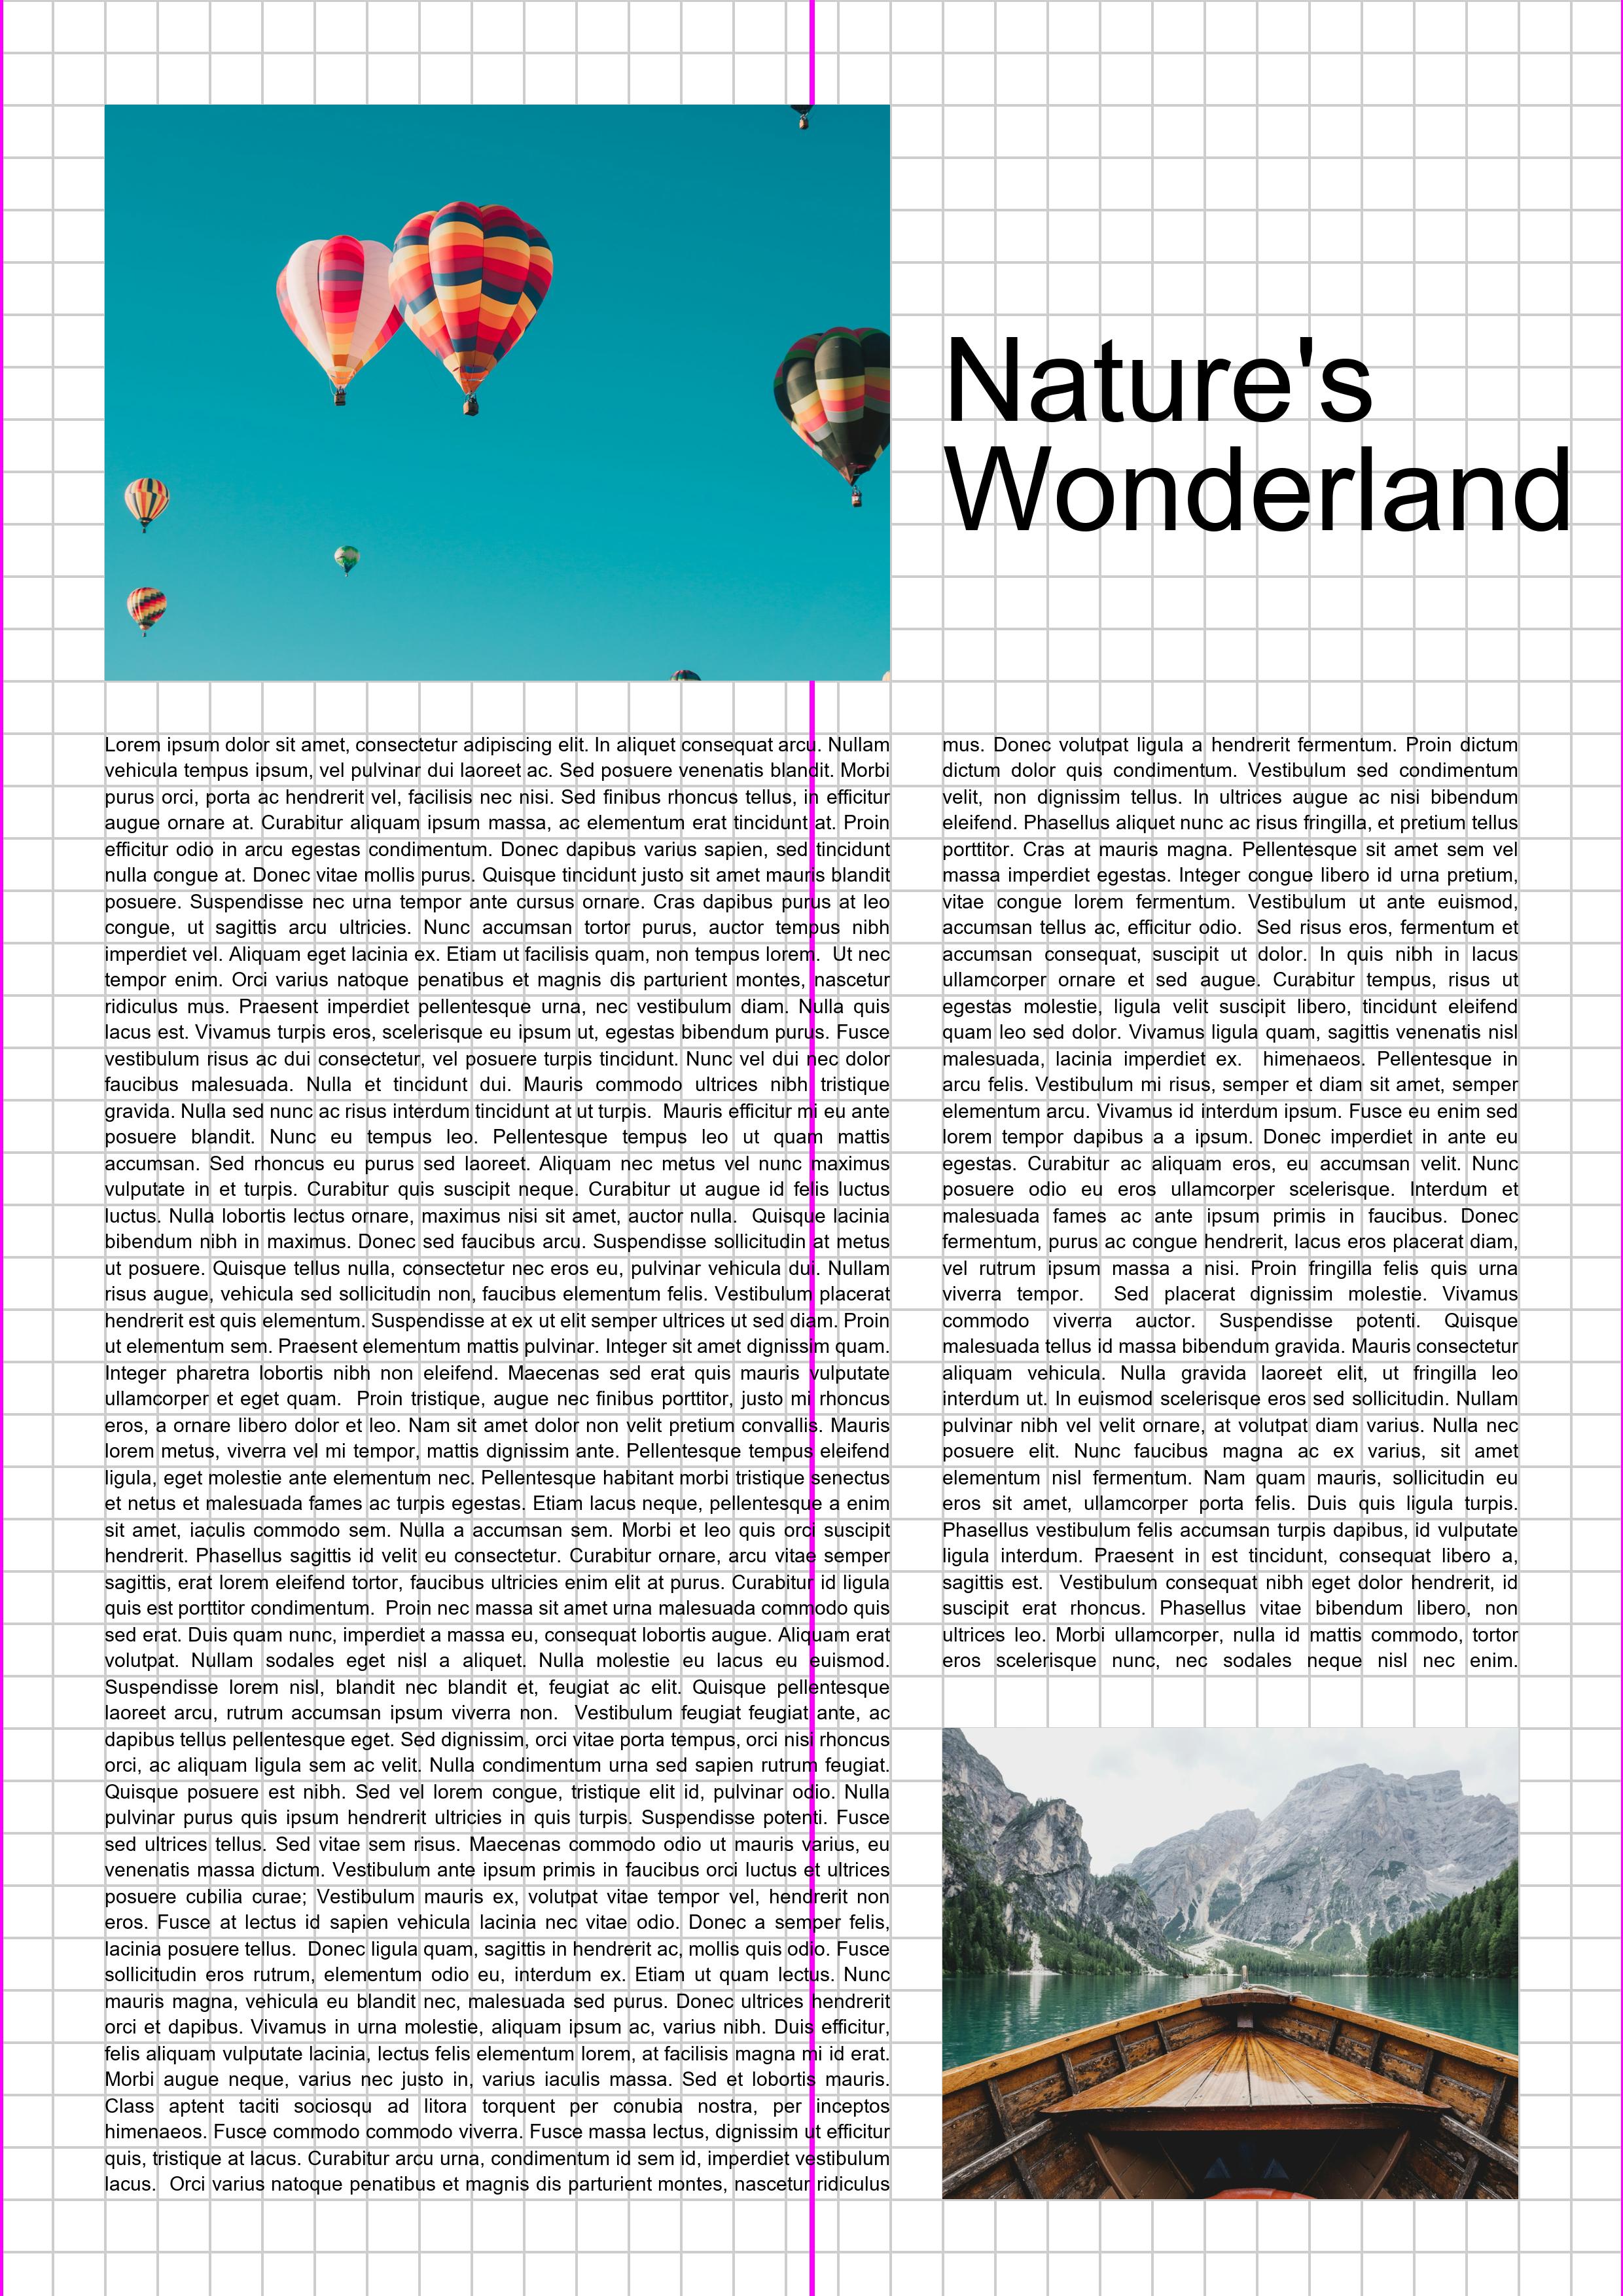 Nature's
Wonderland
Lorem ipsum dolor sit amet, consectetur adipiscing elit. In aliquet consequat arcu. Nullam
vehicula tempus ipsum, vel pulvinar dui laoreet ac. Sed posuere venenatis blandit. Morbi
purus orci, porta ac hendrerit vel, facilisis nec nisi. Sed finibus rhoncus tellus, in efficitur
augue ornare at. Curabitur aliquam ipsum massa, ac elementum erat tincidunt at. Proin
efficitur odio in arcu egestas condimentum. Donec dapibus varius sapien, sed tincidunt
nulla congue at. Donec vitae mollis purus. Quisque tincidunt justo sit amet mauris blandit
posuere. Suspendisse nec urna tempor ante cursus ornare. Cras dapibus purus at leo
congue, ut sagittis arcu ultricies. Nunc accumsan tortor purus, auctor tempus nibh
imperdiet vel. Aliquam eget lacinia ex. Etiam ut facilisis quam, non tempus lorem. Ut nec
tempor enim. Orci varius natoque penatibus et magnis dis parturient montes, nascetur
ridiculus mus. Praesent imperdiet pellentesque urna, nec vestibulum diam. Nulla quis
lacus est. Vivamus turpis eros, scelerisque eu ipsum ut, egestas bibendum purus. Fusce
vestibulum risus ac dui consectetur, vel posuere turpis tincidunt. Nunc vel dui nec dolor
faucibus malesuada. Nulla et tincidunt dui. Mauris commodo ultrices nibh tristique
gravida. Nulla sed nunc ac risus interdum tincidunt at ut turpis. Mauris efficitur mi eu ante
posuere blandit. Nunc eu tempus leo. Pellentesque tempus leo ut quam mattis
accumsan. Sed rhoncus eu purus sed laoreet. Aliquam nec metus vel nunc maximus
vulputate in et turpis. Curabitur quis suscipit neque. Curabitur ut augue id felis luctus
luctus. Nulla lobortis lectus ornare, maximus nisi sit amet, auctor nulla. Quisque lacinia
bibendum nibh in maximus. Donec sed faucibus arcu. Suspendisse sollicitudin at metus
ut posuere. Quisque tellus nulla, consectetur nec eros eu, pulvinar vehicula dui. Nullam
risus augue, vehicula sed sollicitudin non, faucibus elementum felis. Vestibulum placerat
hendrerit est quis elementum. Suspendisse at ex ut elit semper ultrices ut sed diam. Proin
ut elementum sem. Praesent elementum mattis pulvinar. Integer sit amet dignissim quam.
Integer pharetra lobortis nibh non eleifend. Maecenas sed erat quis mauris vulputate
ullamcorper et eget quam. Proin tristique, augue nec finibus porttitor, justo mi rhoncus
eros, a ornare libero dolor et leo. Nam sit amet dolor non velit pretium convallis. Mauris
lorem metus, viverra vel mi tempor, mattis dignissim ante. Pellentesque tempus eleifend
ligula, eget molestie ante elementum nec. Pellentesque habitant morbi tristique senectus
et netus et malesuada fames ac turpis egestas. Etiam lacus neque, pellentesque a enim
sit amet, iaculis commodo sem. Nulla a accumsan sem. Morbi et leo quis orci suscipit
hendrerit. Phasellus sagittis id velit eu consectetur. Curabitur ornare, arcu vitae semper
sagittis, erat lorem eleifend tortor, faucibus ultricies enim elit at purus. Curabitur id ligula
quis est porttitor condimentum. Proin nec massa sit amet urna malesuada commodo quis
sed erat. Duis quam nunc, imperdiet a massa eu, consequat lobortis augue. Aliquam erat
volutpat. Nullam sodales eget nisl a aliquet. Nulla molestie eu lacus eu euismod.
Suspendisse lorem nisl, blandit nec blandit et, feugiat ac elit. Quisque pellentesque
laoreet arcu, rutrum accumsan ipsum viverra non. Vestibulum feugiat feugiat ante, ac
dapibus tellus pellentesque eget. Sed dignissim, orci vitae porta tempus, orci nisi rhoncus
orci, ac aliquam ligula sem ac velit. Nulla condimentum urna sed sapien rutrum feugiat.
Quisque posuere est nibh. Sed vel lorem congue, tristique elit id, pulvinar odio. Nulla
pulvinar purus quis ipsum hendrerit ultricies in quis turpis. Suspendisse potenti. Fusce
sed ultrices tellus. Sed vitae sem risus. Maecenas commodo odio ut mauris varius, eu
venenatis massa dictum. Vestibulum ante ipsum primis in faucibus orci luctus et ultrices
posuere cubilia curae; Vestibulum mauris ex, volutpat vitae tempor vel, hendrerit non
eros. Fusce at lectus id sapien vehicula lacinia nec vitae odio. Donec a semper felis,
lacinia posuere tellus. Donec ligula quam, sagittis in hendrerit ac, mollis quis odio. Fusce
sollicitudin eros rutrum, elementum odio eu, interdum ex. Etiam ut quam lectus. Nunc
mauris magna, vehicula eu blandit nec, malesuada sed purus. Donec ultrices hendrerit
orci et dapibus. Vivamus in urna molestie, aliquam ipsum ac, varius nibh. Duis efficitur,
felis aliquam vulputate lacinia, lectus felis elementum lorem, at facilisis magna mi id erat.
Morbi augue neque, varius nec justo in, varius iaculis massa. Sed et lobortis mauris.
Class aptent taciti sociosqu ad litora torquent per conubia nostra, per inceptos
himenaeos. Fusce commodo commodo viverra. Fusce massa lectus, dignissim ut efficitur
quis, tristique at lacus. Curabitur arcu urna, condimentum id sem id, imperdiet vestibulum
lacus. Orci varius natoque penatibus et magnis dis parturient montes, nascetur ridiculus
mus. Donec volutpat ligula a hendrerit fermentum. Proin dictum
dictum dolor quis condimentum. Vestibulum sed condimentum
velit, non dignissim tellus. In ultrices augue ac nisi bibendum
eleifend. Phasellus aliquet nunc ac risus fringilla, et pretium tellus
porttitor. Cras at mauris magna. Pellentesque sit amet sem vel
massa imperdiet egestas. Integer congue libero id urna pretium,
vitae congue lorem fermentum. Vestibulum ut ante euismod,
accumsan tellus ac, efficitur odio. Sed risus eros, fermentum et
accumsan consequat, suscipit ut dolor. In quis nibh in lacus
ullamcorper ornare et sed augue. Curabitur tempus, risus ut
egestas molestie, ligula velit suscipit libero, tincidunt eleifend
quam leo sed dolor. Vivamus ligula quam, sagittis venenatis nisl
malesuada, lacinia imperdiet ex. himenaeos. Pellentesque in
arcu felis. Vestibulum mi risus, semper et diam sit amet, semper
elementum arcu. Vivamus id interdum ipsum. Fusce eu enim sed
lorem tempor dapibus a a ipsum. Donec imperdiet in ante eu
egestas. Curabitur ac aliquam eros, eu accumsan velit. Nunc
posuere odio eu eros ullamcorper scelerisque. Interdum et
malesuada fames ac ante ipsum primis in faucibus. Donec
fermentum, purus ac congue hendrerit, lacus eros placerat diam,
vel rutrum ipsum massa a nisi. Proin fringilla felis quis urna
viverra tempor. Sed placerat dignissim molestie. Vivamus
commodo viverra auctor. Suspendisse potenti. Quisque
malesuada tellus id massa bibendum gravida. Mauris consectetur
aliquam vehicula. Nulla gravida laoreet elit, ut fringilla leo
interdum ut. In euismod scelerisque eros sed sollicitudin. Nullam
pulvinar nibh vel velit ornare, at volutpat diam varius. Nulla nec
posuere elit. Nunc faucibus magna ac ex varius, sit amet
elementum nisl fermentum. Nam quam mauris, sollicitudin eu
eros sit amet, ullamcorper porta felis. Duis quis ligula turpis.
Phasellus vestibulum felis accumsan turpis dapibus, id vulputate
ligula interdum. Praesent in est tincidunt, consequat libero a,
sagittis est. Vestibulum consequat nibh eget dolor hendrerit, id
suscipit erat rhoncus. Phasellus vitae bibendum libero, non
ultrices leo. Morbi ullamcorper, nulla id mattis commodo, tortor
eros scelerisque nunc, nec sodales neque nisl nec enim.